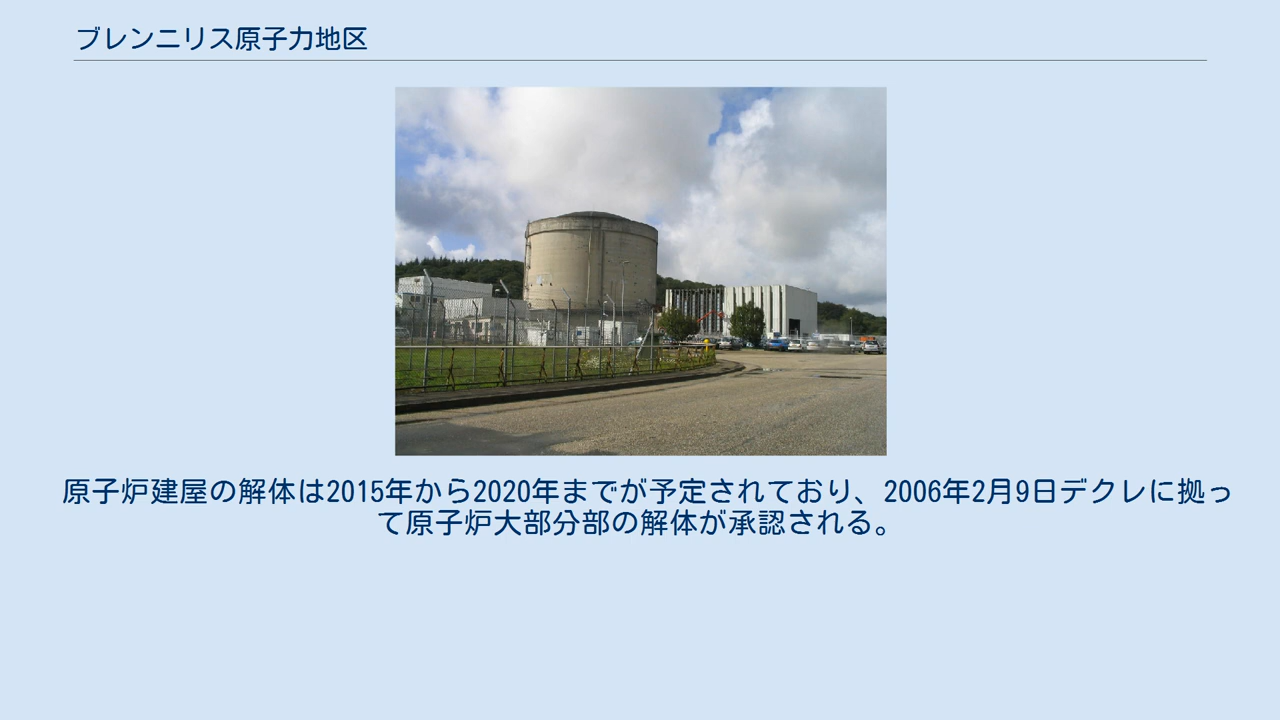 ブレンニリス原子力地区
原子炉建屋の解体は2015年から2020年までが予定されており、2006年2月9日デクレに拠っ
て原子炉大部分部の解体が承認される。